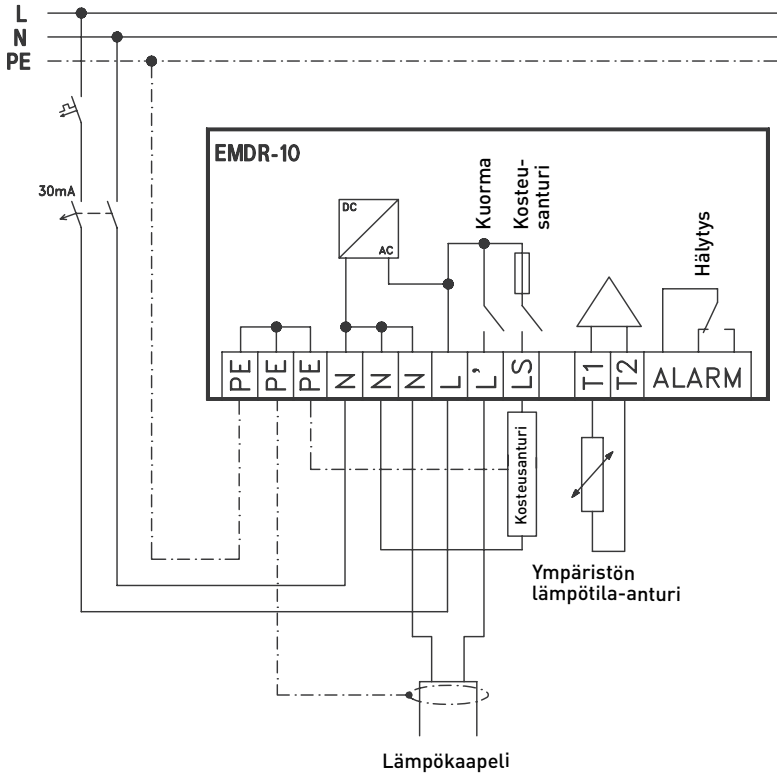 L
N
PE
30mA
EMDR-10
DC
AC
Kuorma
Kosteu-
santuri
Hälytys
PE
PE
PE
N
N
N
L
L'
LS
T1
T2
ALARM
Kosteusanturi
Ympäristön
lämpötila-anturi
Lämpökaapeli